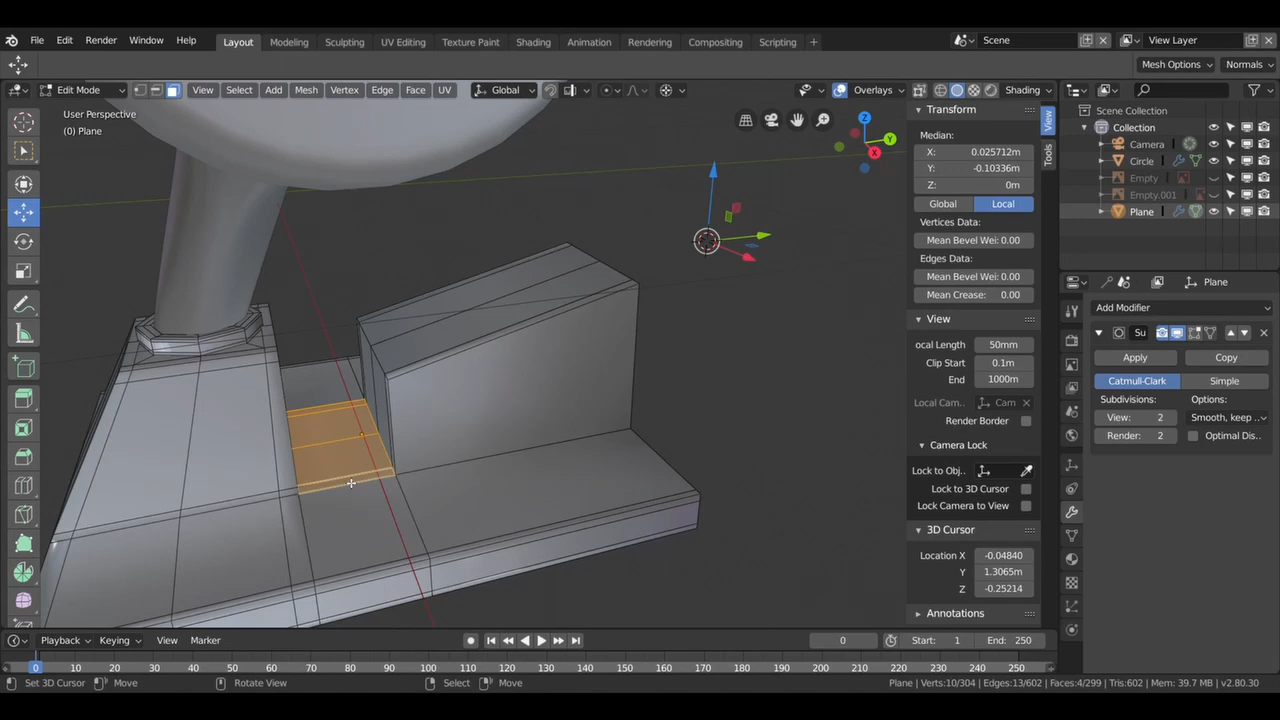 File Edit Render Window Help Layout Modeling Sculpting UV Editing Texture Paint Shading Animation Rendering Compositing Scripting + Scene View Layer
Mesh Options Normals
Edit Mode View Select Add Mesh Vertex Edge Face UV Global Overlays Shading
User Perspective
(0) Plane
Z
Y
X
Transform
Median:
X: 0.025712m
Y: -0.10336m
Z: 0m
Global Local
Vertices Data:
Mean Bevel Wei: 0.00
Edges Data:
Mean Bevel Wei: 0.00
Mean Crease: 0.00
View
ocal Length 50mm
Clip Start 0.1m
End 1000m
Local Cam.. Cam
Render Border
Camera Lock
Lock to Obj..
Lock to 3D Cursor
Lock Camera to View
3D Cursor
Location X -0.04840
Y 1.3065m
Z -0.25214
Annotations
View
Tools
Scene Collection
Collection
Camera
Circle
Empty
Empty.001
Plane
Plane
Add Modifier
Su
Apply Copy
Catmull-Clark Simple
Subdivisions: Options:
View: 2 Smooth, keep ..
Render: 2 Optimal Dis..
Playback Keying View Marker 0 Start: 1 End: 250
0 10 20 30 40 50 60 70 80 90 100 110 120 130 140 150 160 170 180 190 200 210 220 230 240 250
Set 3D Cursor Move Rotate View Select Move Plane | Verts:10/304 | Edges:13/602 | Faces:4/299 | Tris:602 | Mem: 39.7 MB | v2.80.30